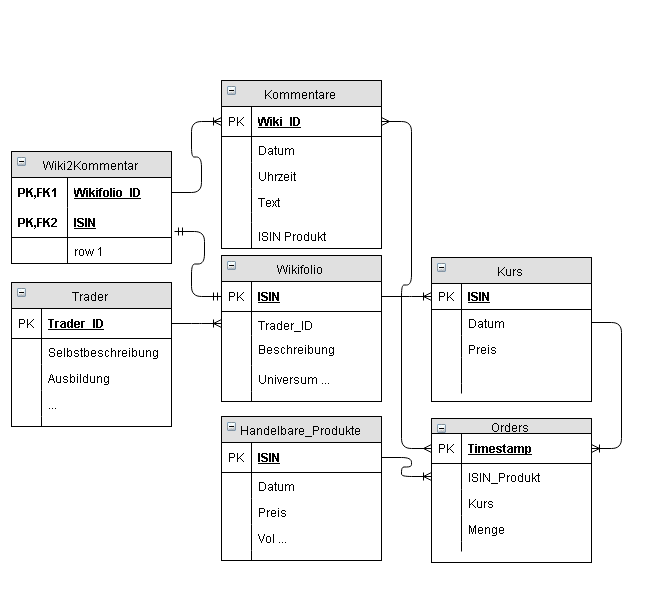 Kommentare
PK Wiki_ID
Datum
Uhrzeit
Text
ISIN Produkt
Wiki2Kommentar
PK,FK1 Wikifolio_ID
PK,FK2 ISIN
row 1
Wikifolio
PK ISIN
Trader_ID
Beschreibung
Universum ...
Kurs
PK ISIN
Datum
Preis
Trader
PK Trader_ID
Selbstbeschreibung
Ausbildung
...
Handelbare_Produkte
PK ISIN
Datum
Preis
Vol ...
Orders
PK Timestamp
ISIN_Produkt
Kurs
Menge